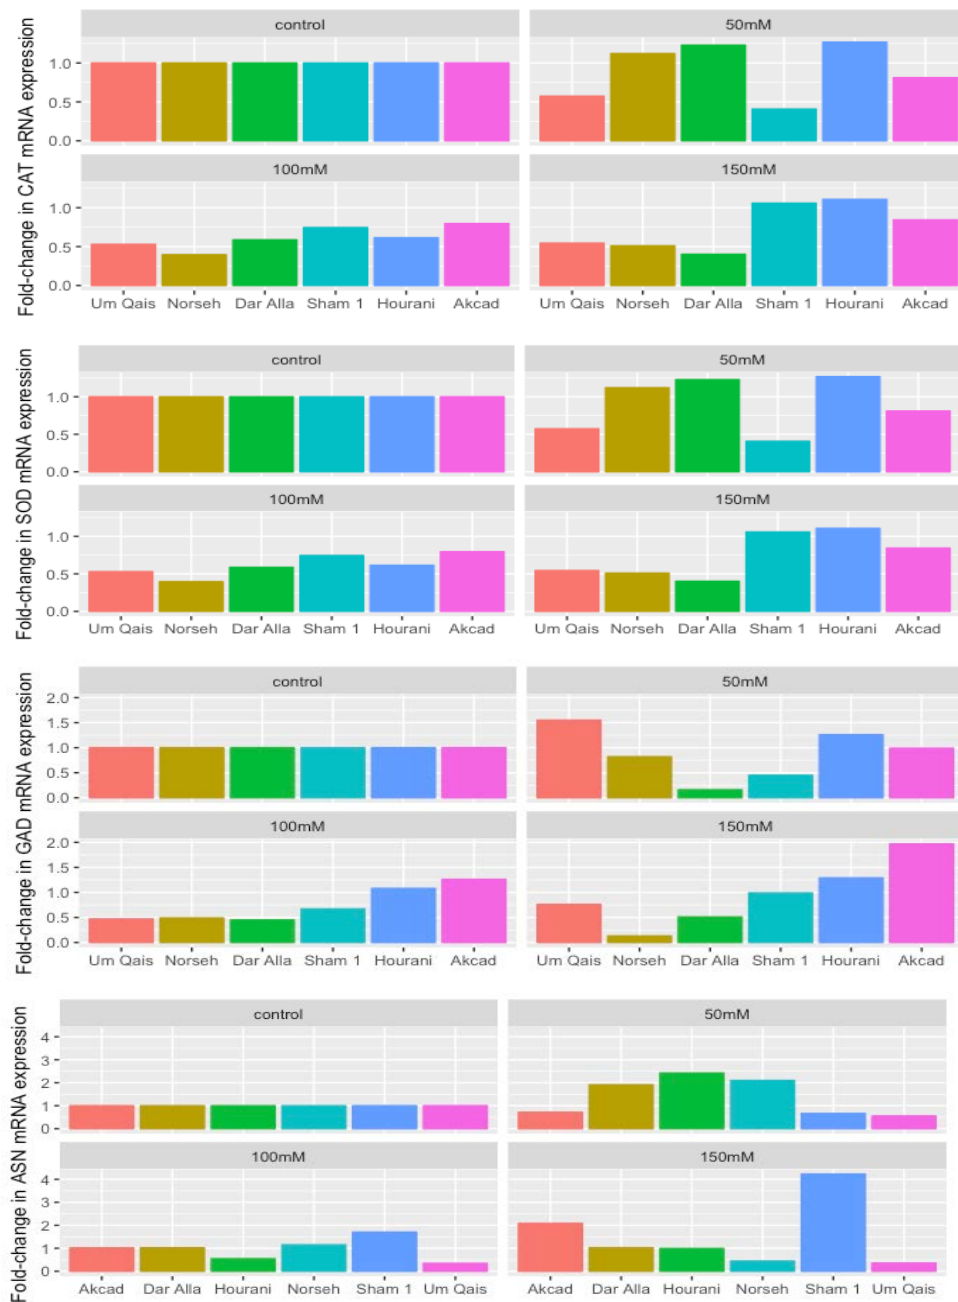 Fold-change in CAT mRNA expression
control 50mM
1.0
0.5
0.0
100mM 150mM
1.0
0.5
0.0
Um Qais Norseh Dar Alla Sham 1 Hourani Akcad Um Qais Norseh Dar Alla Sham 1 Hourani Akcad
Fold-change in SOD mRNA expression
control 50mM
1.0
0.5
0.0
100mM 150mM
1.0
0.5
0.0
Um Qais Norseh Dar Alla Sham 1 Hourani Akcad Um Qais Norseh Dar Alla Sham 1 Hourani Akcad
Fold-change in GAD mRNA expression
control 50mM
2.0
1.5
1.0
0.5
0.0
100mM 150mM
2.0
1.5
1.0
0.5
0.0
Um Qais Norseh Dar Alla Sham 1 Hourani Akcad Um Qais Norseh Dar Alla Sham 1 Hourani Akcad
Fold-change in ASN mRNA expression
control 50mM
4
3
2
1
0
100mM 150mM
4
3
2
1
0
Akcad Dar Alla Hourani Norseh Sham 1 Um Qais Akcad Dar Alla Hourani Norseh Sham 1 Um Qais